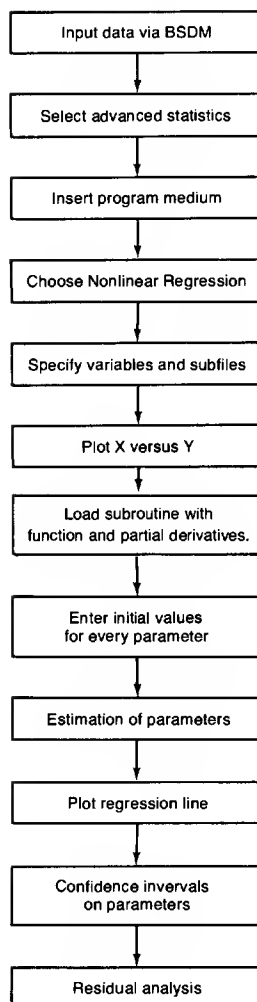 Input data via BSDM
Select advanced statistics
Insert program medium
Choose Nonlinear Regression
Specify variables and subfiles
Plot X versus Y
Load subroutine with
function and partial derivatives.
Enter initial values
for every parameter
Estimation of parameters
Plot regression line
Confidence invervals
on parameters
Residual analysis